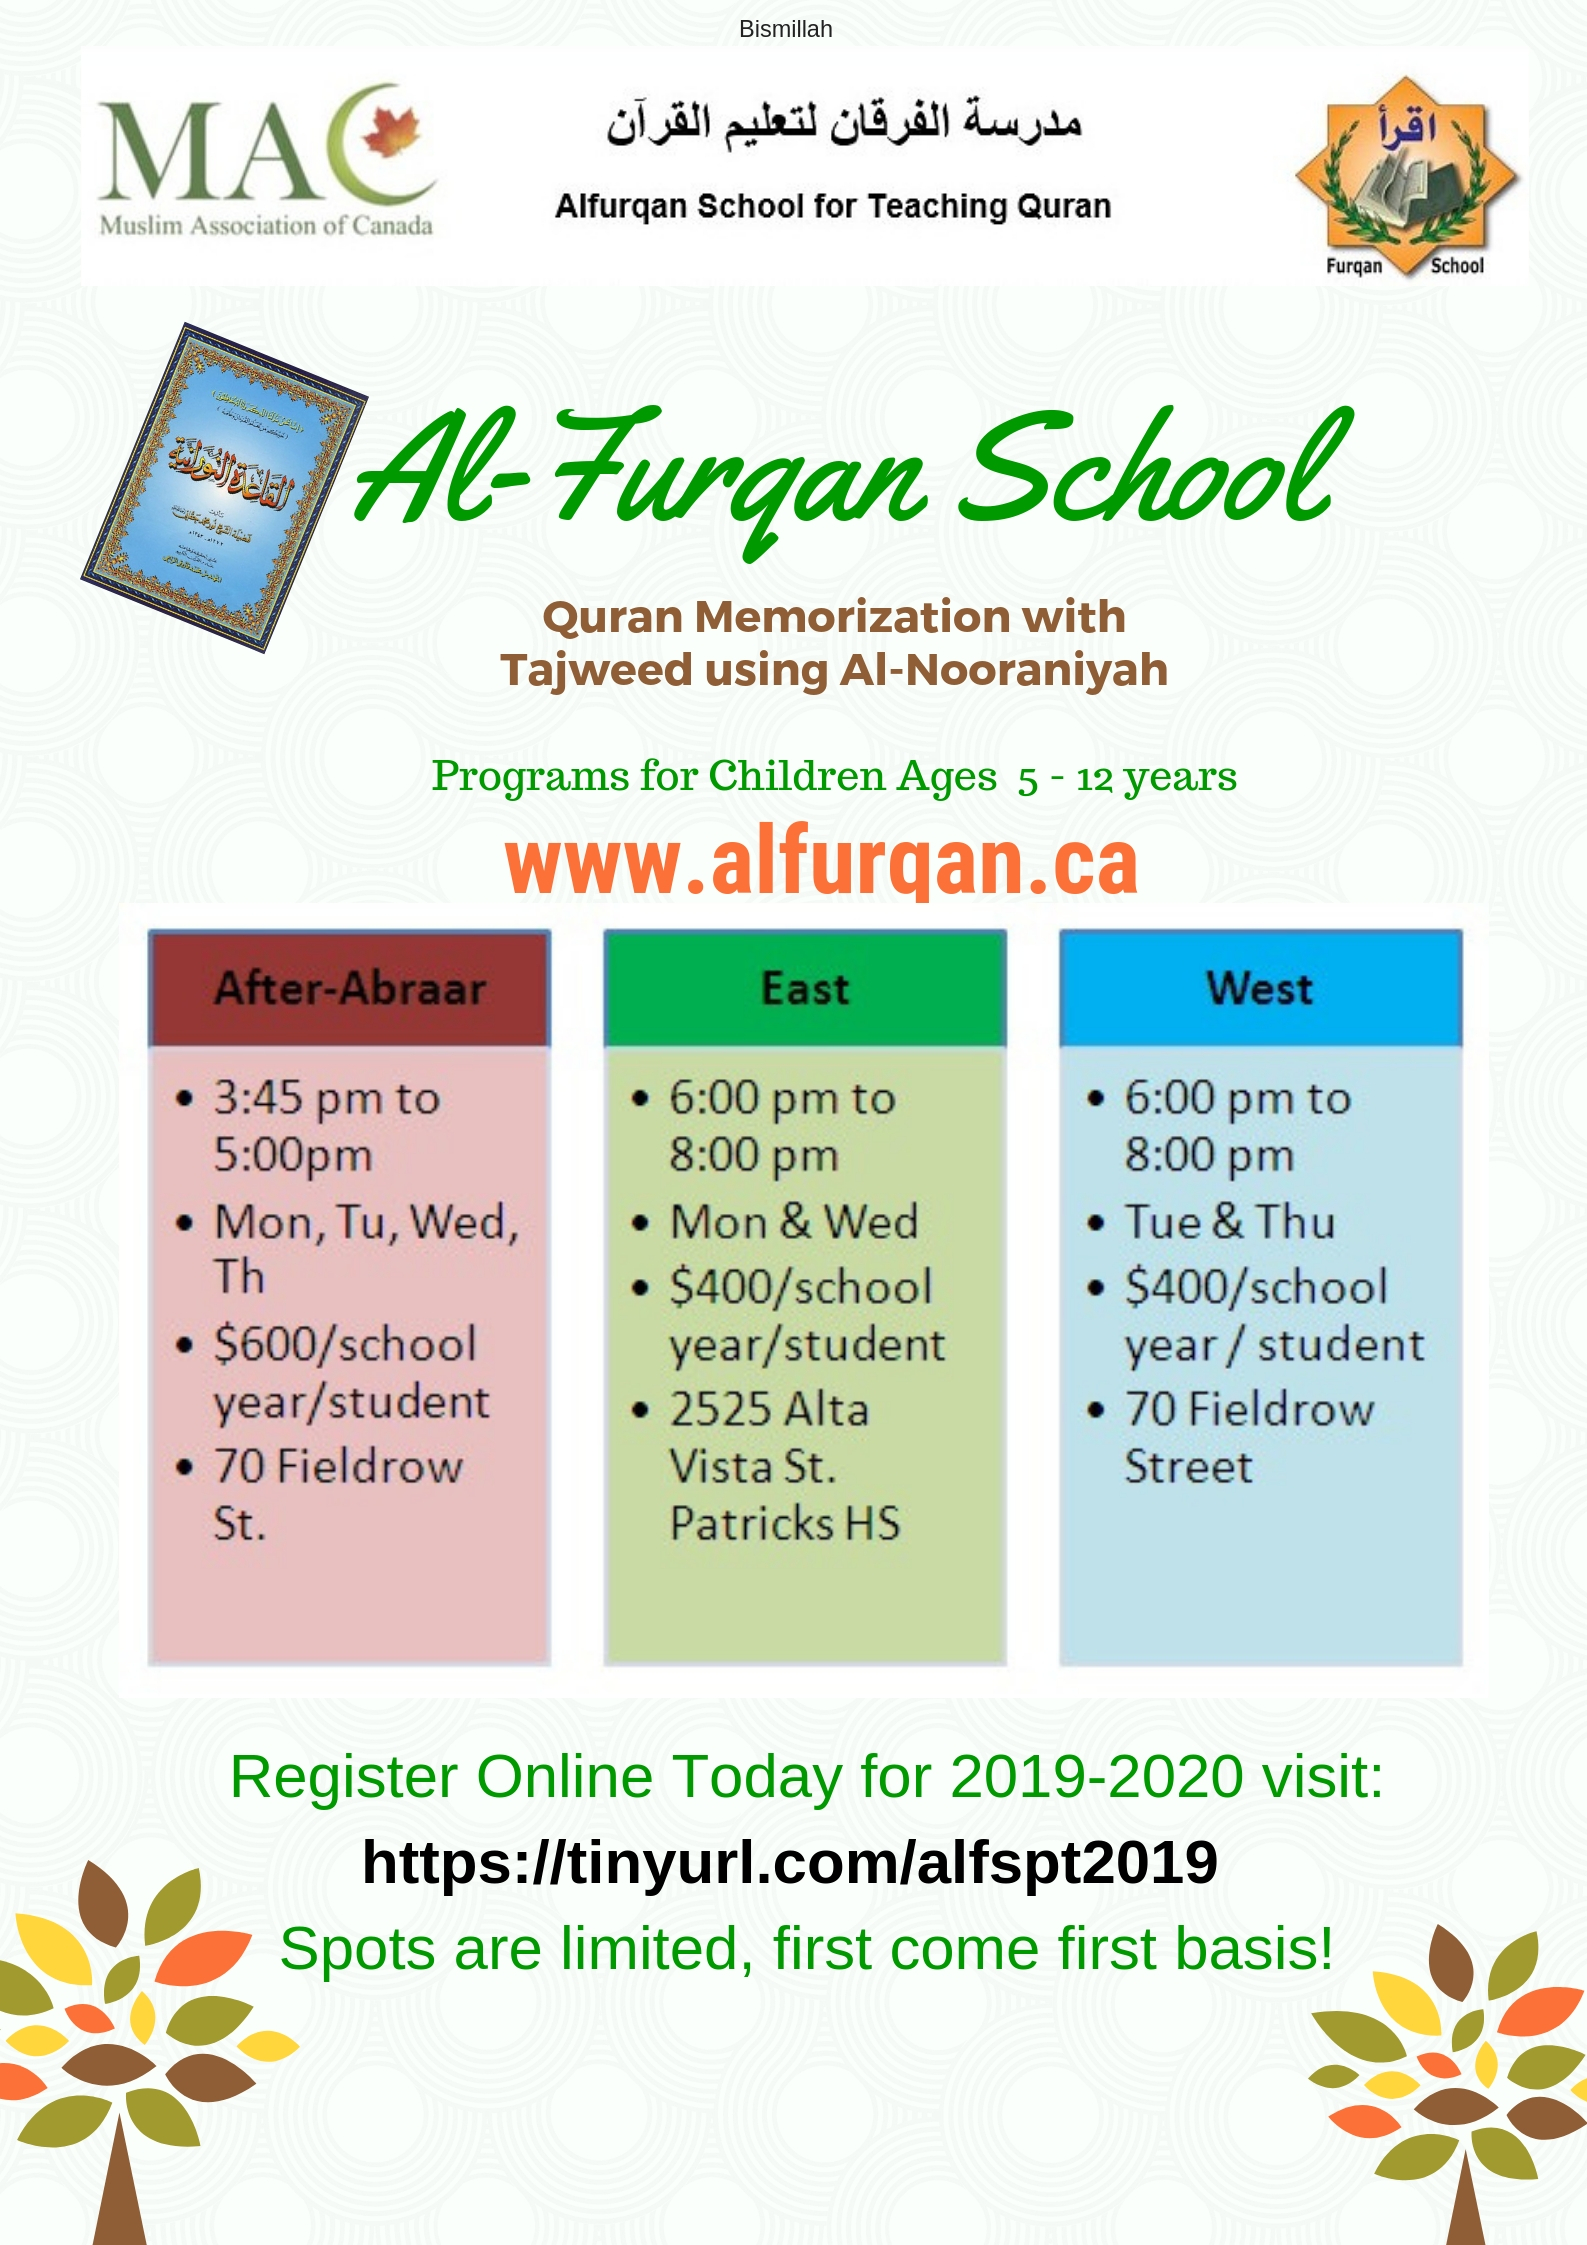 Bismillah
MAC
Muslim Association of Canada
مدرسة الفرقان لتعليم القرآن
Alfurqan School for Teaching Quran
اقرأ
Furqan School
القاعدة النورانية
Al-Furqan School
Quran Memorization with
Tajweed using Al-Nooraniyah
Programs for Children Ages 5 - 12 years
www.alfurqan.ca
After-Abraar
• 3:45 pm to
5:00pm
• Mon, Tu, Wed,
Th
• $600/school
year/student
• 70 Fieldrow
St.
East
• 6:00 pm to
8:00 pm
• Mon & Wed
• $400/school
year/student
• 2525 Alta
Vista St.
Patricks HS
West
• 6:00 pm to
8:00 pm
• Tue & Thu
• $400/school
year / student
• 70 Fieldrow
Street
Register Online Today for 2019-2020 visit:
https://tinyurl.com/alfspt2019
Spots are limited, first come first basis!